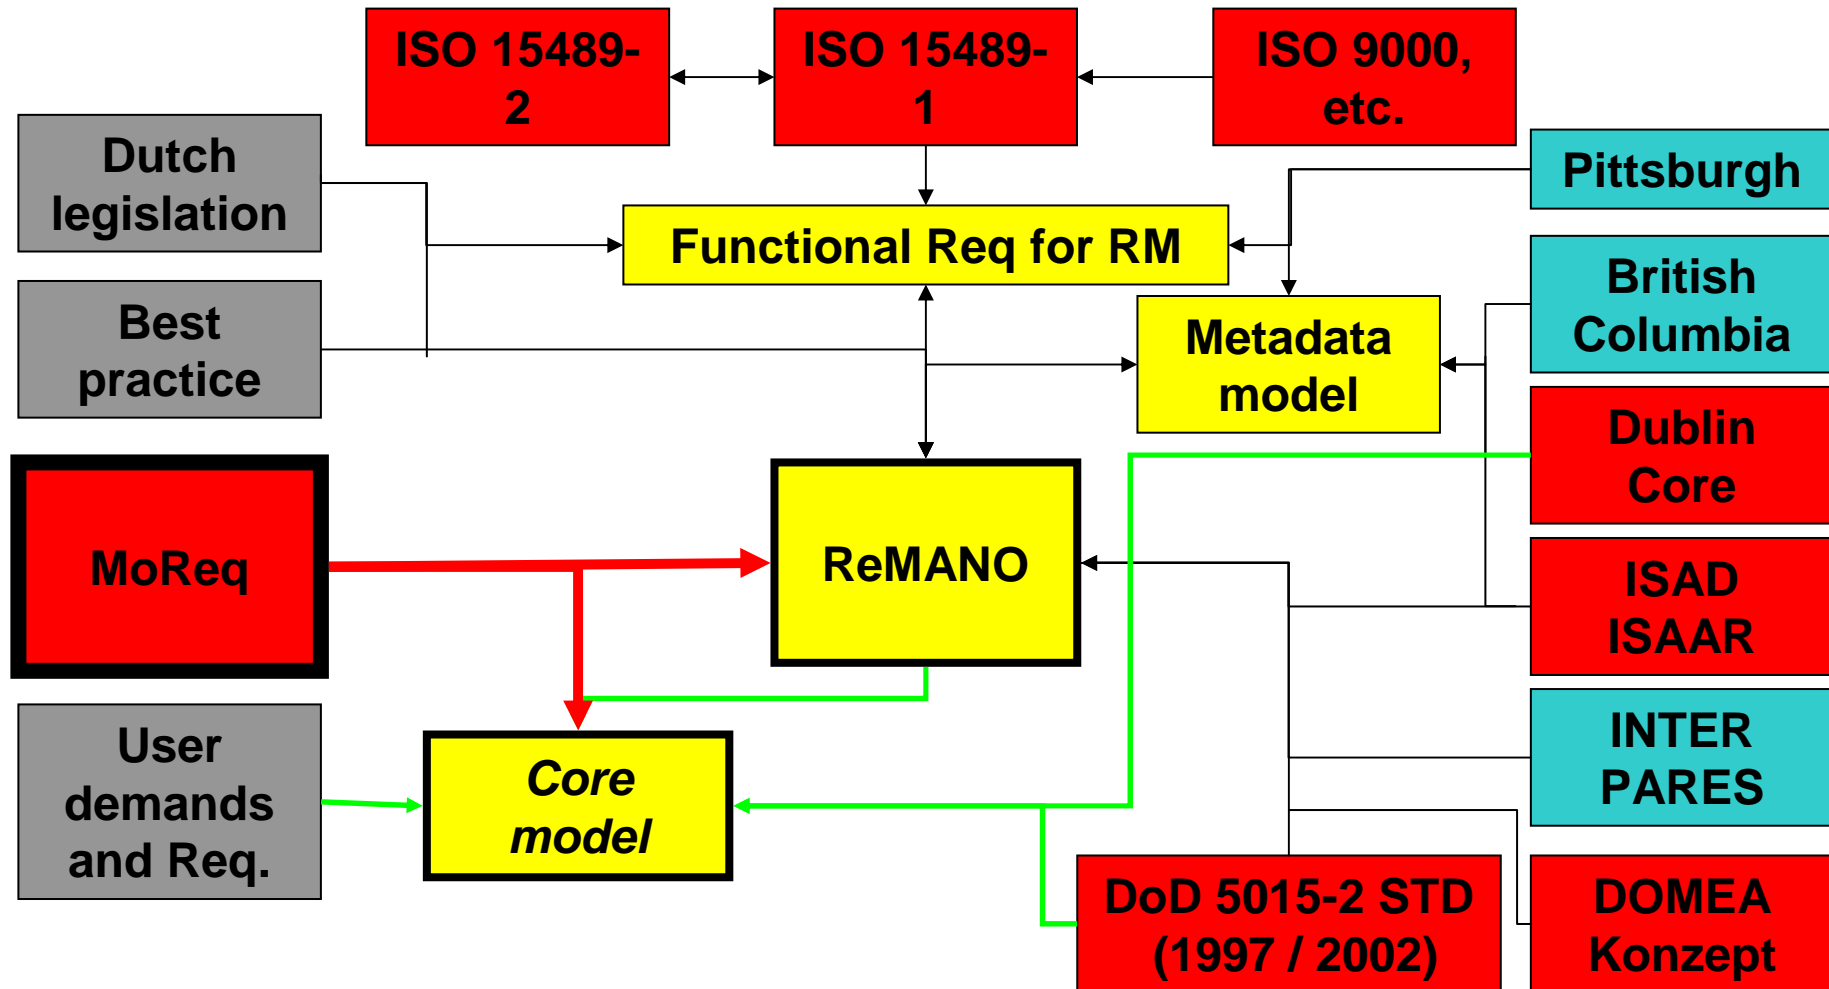 ISO 15489-
2
ISO 15489-
1
ISO 9000,
etc.
Dutch
legislation
Pittsburgh
Functional Req for RM
British
Columbia
Best
practice
Metadata
model
Dublin
Core
MoReq
ReMANO
ISAD
ISAAR
User
demands
and Req.
Core
model
INTER
PARES
DoD 5015-2 STD
(1997 / 2002)
DOMEA
Konzept